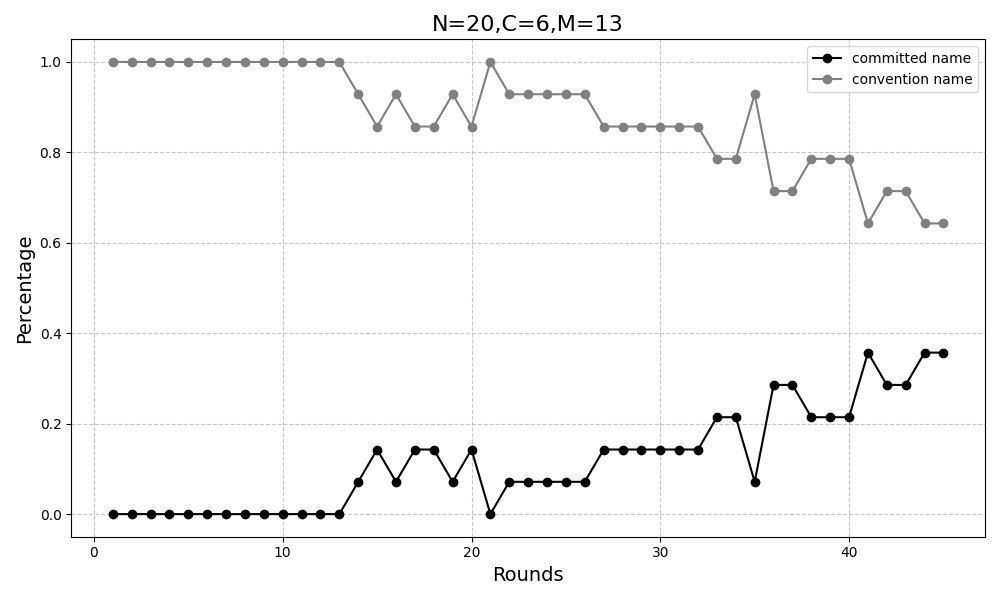 N=20,C=6,M=13
committed name
convention name
1.0
0.8
0.6
0.4
0.2
0.0
Percentage
0 10 20 30 40
Rounds